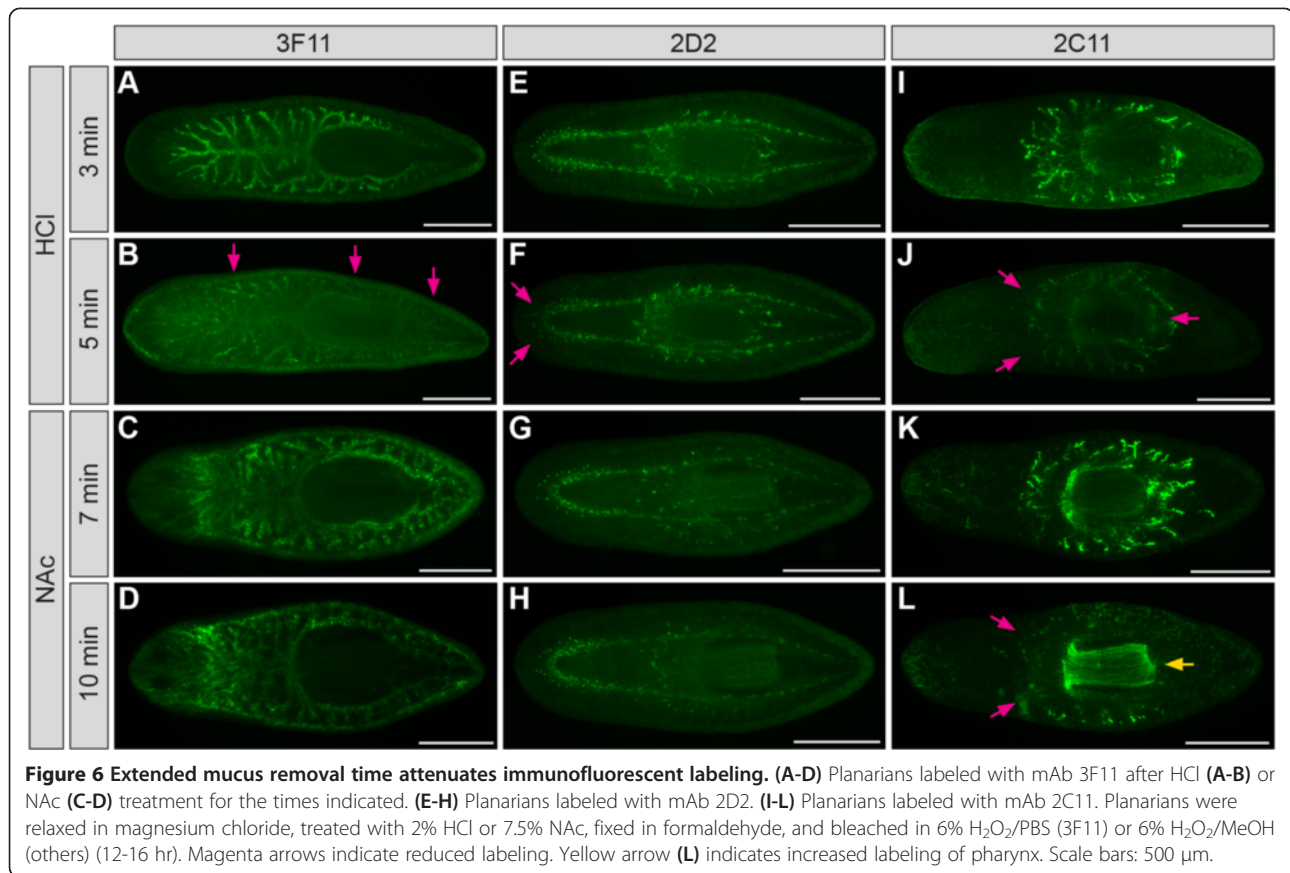 3F11 2D2 2C11
HCl
3 min
A E I
5 min
B F J
NAc
7 min
C G K
10 min
D H L
Figure 6 Extended mucus removal time attenuates immunofluorescent labeling. (A-D) Planarians labeled with mAb 3F11 after HCl (A-B) or
NAc (C-D) treatment for the times indicated. (E-H) Planarians labeled with mAb 2D2. (I-L) Planarians labeled with mAb 2C11. Planarians were
relaxed in magnesium chloride, treated with 2% HCl or 7.5% NAc, fixed in formaldehyde, and bleached in 6% H₂O₂/PBS (3F11) or 6% H₂O₂/MeOH
(others) (12-16 hr). Magenta arrows indicate reduced labeling. Yellow arrow (L) indicates increased labeling of pharynx. Scale bars: 500 μm.